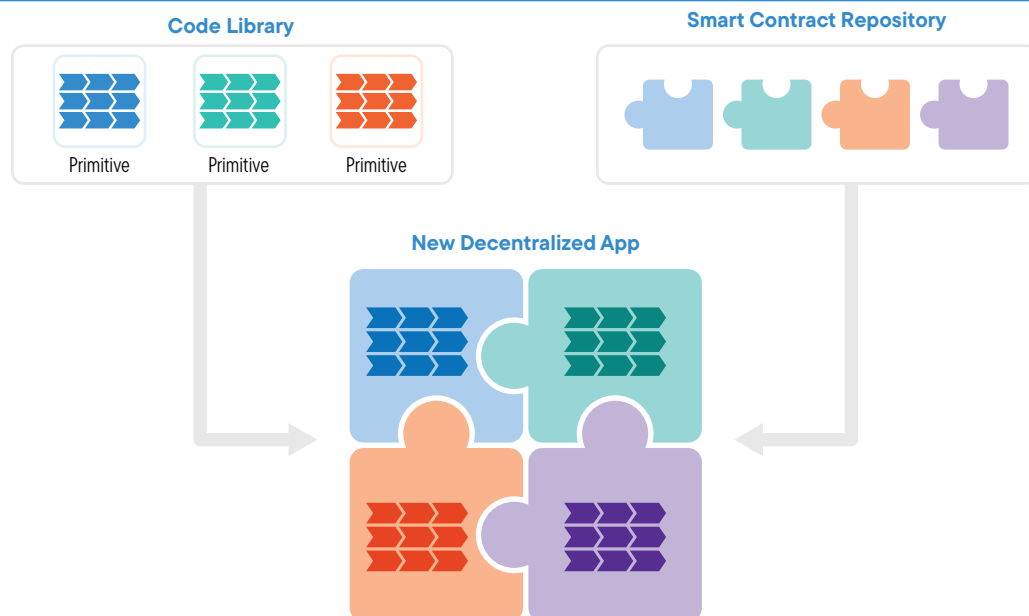 Code Library
Smart Contract Repository
Primitive
Primitive
Primitive
New Decentralized App